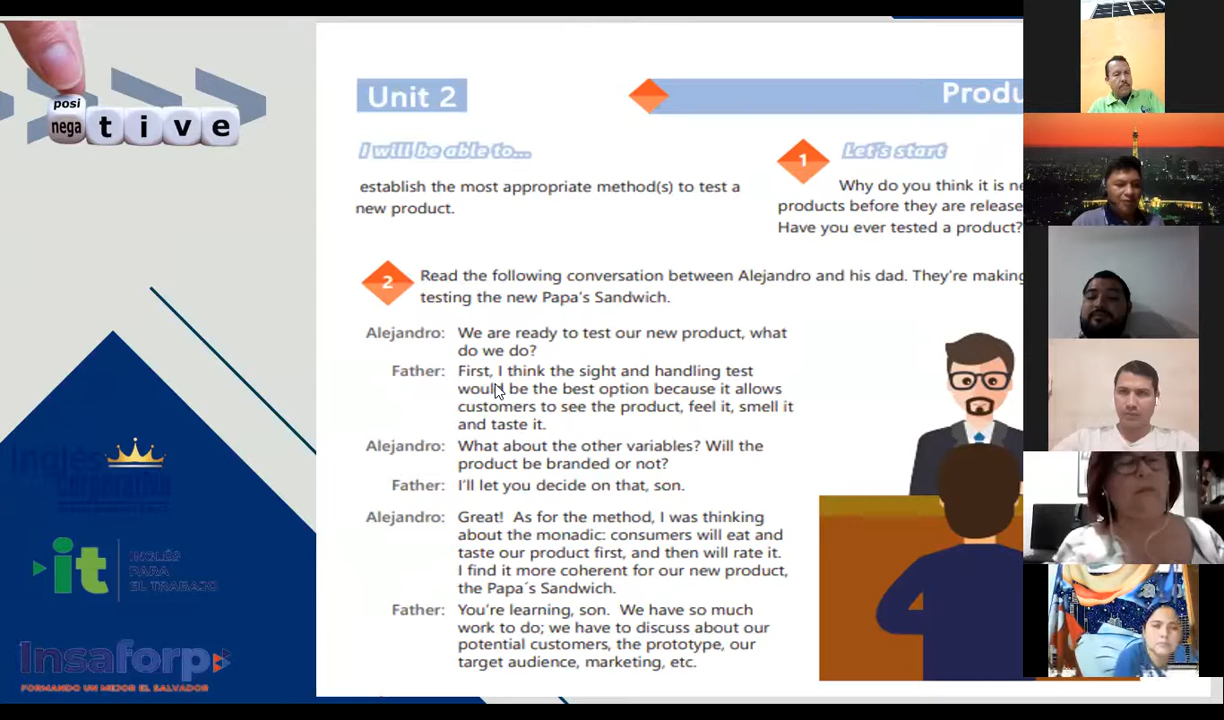 posi
nega t i v e
Unit 2
Produ
I will be able to...
establish the most appropriate method(s) to test a
new product.
1 Let's start
Why do you think it is ne
products before they are release
Have you ever tested a product?
2 Read the following conversation between Alejandro and his dad. They're making
testing the new Papa's Sandwich.
Alejandro: We are ready to test our new product, what
do we do?
Father: First, I think the sight and handling test
would be the best option because it allows
customers to see the product, feel it, smell it
and taste it.
Alejandro: What about the other variables? Will the
product be branded or not?
Father: I'll let you decide on that, son.
Alejandro: Great! As for the method, I was thinking
about the monadic: consumers will eat and
taste our product first, and then will rate it.
I find it more coherent for our new product,
the Papa´s Sandwich.
Father: You're learning, son. We have so much
work to do; we have to discuss about our
potential customers, the prototype, our
target audience, marketing, etc.
Inglés
corporativo
it INGLÉS
PARA
EL TRABAJO
Insaforp
FORMANDO UN MEJOR EL SALVADOR